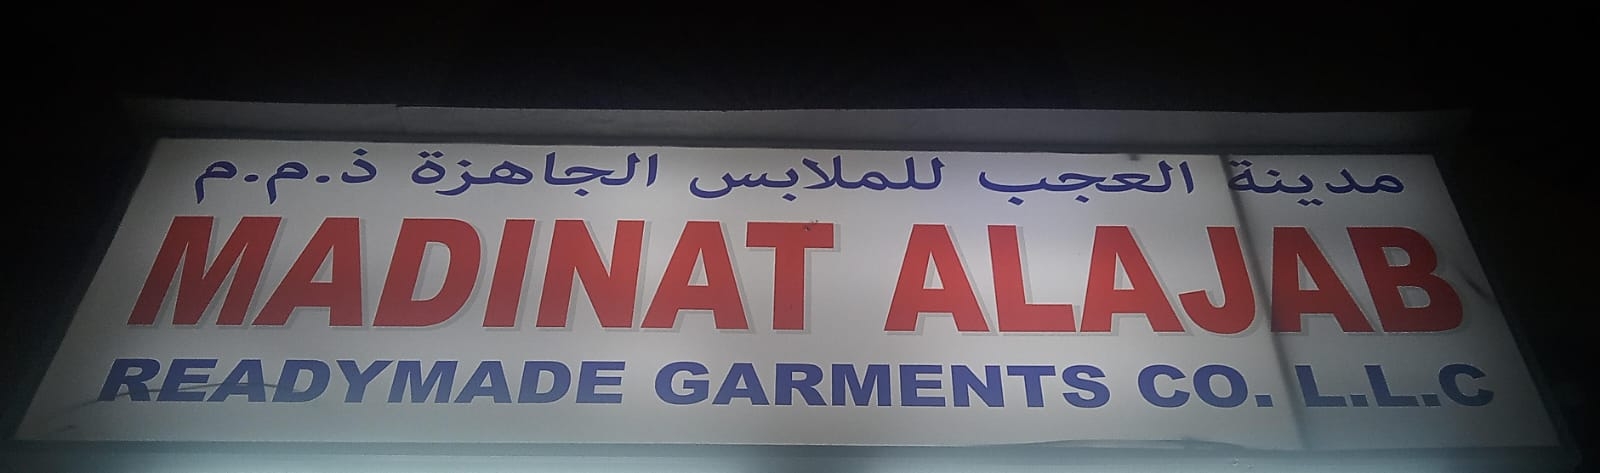 مدينة العجب للملابس الجاهزة ذ.م.م
MADINAT ALAJAB
READYMADE GARMENTS CO. L.L.C